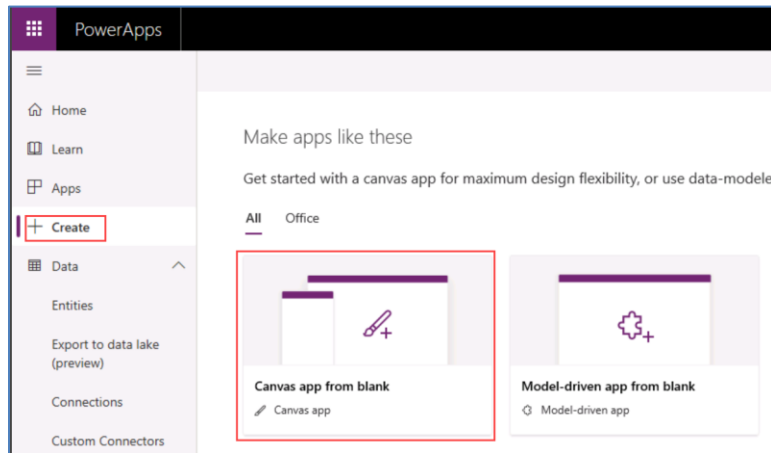 PowerApps
Home
Learn
Apps
Create
Data
Entities
Export to data lake
(preview)
Connections
Custom Connectors
Make apps like these
Get started with a canvas app for maximum design flexibility, or use data-modele
All Office
Canvas app from blank
Canvas app
Model-driven app from blank
Model-driven app